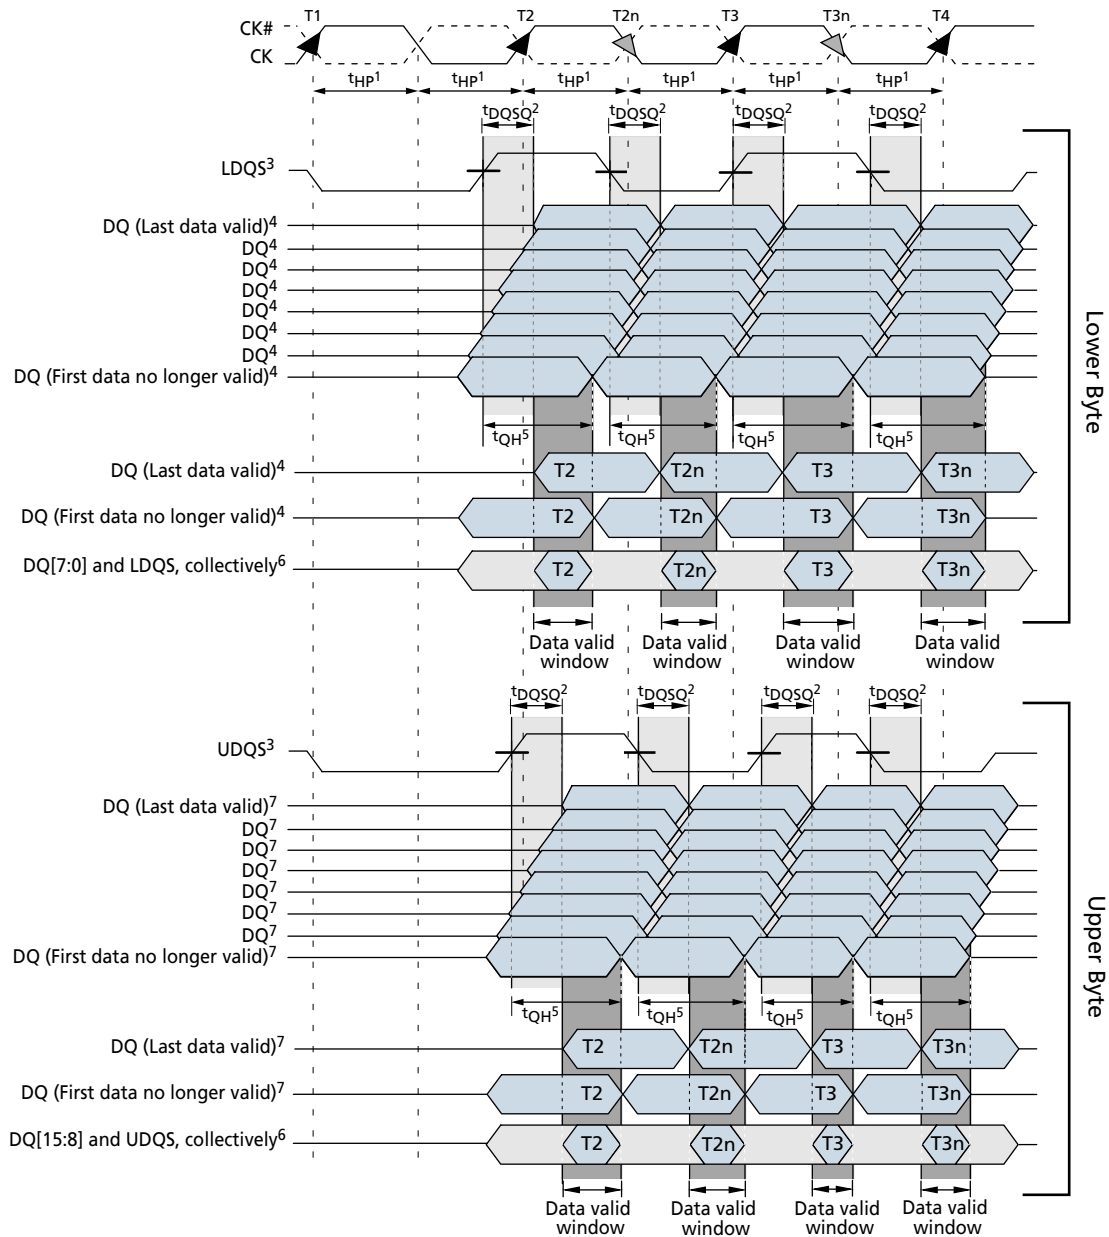 T1 T2 T2n T3 T3n T4
CK#
CK
tHP1 tHP1 tHP1 tHP1 tHP1 tHP1
tDQSQ2 tDQSQ2 tDQSQ2 tDQSQ2
LDQS3
DQ (Last data valid)4
DQ4
DQ4
DQ4
DQ4
DQ4
DQ4
DQ (First data no longer valid)4
tQH5 tQH5 tQH5 tQH5
DQ (Last data valid)4 T2 T2n T3 T3n
DQ (First data no longer valid)4 T2 T2n T3 T3n
DQ[7:0] and LDQS, collectively6 T2 T2n T3 T3n
Data valid window
Data valid window
Data valid window
Data valid window
Lower Byte
tDQSQ2 tDQSQ2 tDQSQ2 tDQSQ2
UDQS3
DQ (Last data valid)7
DQ7
DQ7
DQ7
DQ7
DQ7
DQ7
DQ (First data no longer valid)7
tQH5 tQH5 tQH5 tQH5
DQ (Last data valid)7 T2 T2n T3 T3n
DQ (First data no longer valid)7 T2 T2n T3 T3n
DQ[15:8] and UDQS, collectively6 T2 T2n T3 T3n
Data valid window
Data valid window
Data valid window
Data valid window
Upper Byte